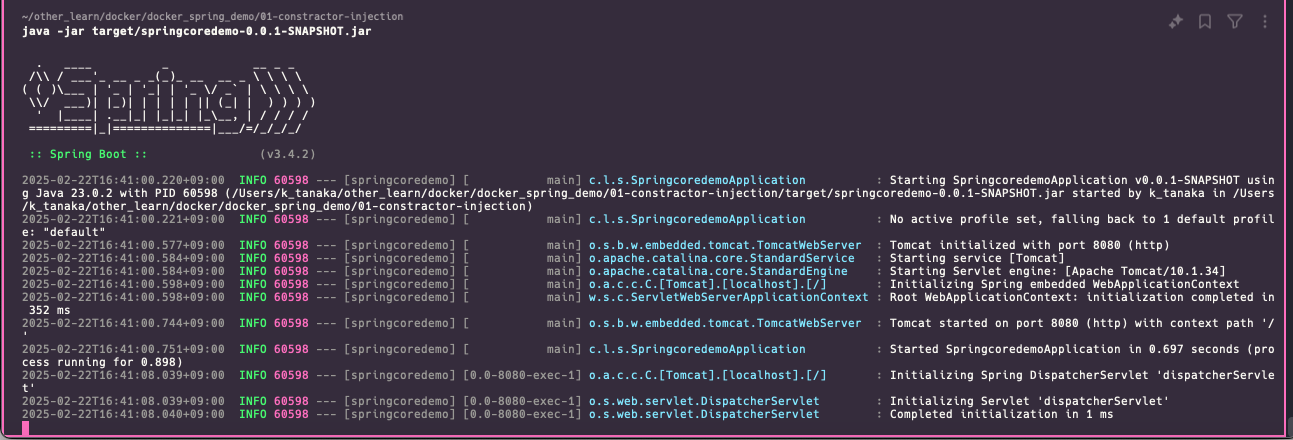 ~/other_learn/docker/docker_spring_demo/01-constractor-injection
java -jar target/springcoredemo-0.0.1-SNAPSHOT.jar
  .   ____          _            __ _ _
 /\\ / ___'_ __ _ _(_)_ __  __ _ \ \ \ \
( ( )\___ | '_ | '_| | '_ \/ _` | \ \ \ \
 \\/  ___)| |_)| | | | | || (_| |  ) ) ) )
  '  |____| .__|_| |_|_| |_\__, | / / / /
 =========|_|==============|___/=/_/_/_/
 :: Spring Boot ::                (v3.4.2)
2025-02-22T16:41:00.220+09:00  INFO 60598 --- [springcoredemo] [           main] c.l.s.SpringcoredemoApplication          : Starting SpringcoredemoApplication v0.0.1-SNAPSHOT usin
g Java 23.0.2 with PID 60598 (/Users/k_tanaka/other_learn/docker/docker_spring_demo/01-constractor-injection/target/springcoredemo-0.0.1-SNAPSHOT.jar started by k_tanaka in /Users
/k_tanaka/other_learn/docker/docker_spring_demo/01-constractor-injection)
2025-02-22T16:41:00.221+09:00  INFO 60598 --- [springcoredemo] [           main] c.l.s.SpringcoredemoApplication          : No active profile set, falling back to 1 default profil
e: "default"
2025-02-22T16:41:00.577+09:00  INFO 60598 --- [springcoredemo] [           main] o.s.b.w.embedded.tomcat.TomcatWebServer  : Tomcat initialized with port 8080 (http)
2025-02-22T16:41:00.584+09:00  INFO 60598 --- [springcoredemo] [           main] o.apache.catalina.core.StandardService   : Starting service [Tomcat]
2025-02-22T16:41:00.584+09:00  INFO 60598 --- [springcoredemo] [           main] o.apache.catalina.core.StandardEngine    : Starting Servlet engine: [Apache Tomcat/10.1.34]
2025-02-22T16:41:00.598+09:00  INFO 60598 --- [springcoredemo] [           main] o.a.c.c.C.[Tomcat].[localhost].[/]       : Initializing Spring embedded WebApplicationContext
2025-02-22T16:41:00.598+09:00  INFO 60598 --- [springcoredemo] [           main] w.s.c.ServletWebServerApplicationContext : Root WebApplicationContext: initialization completed in
 352 ms
2025-02-22T16:41:00.744+09:00  INFO 60598 --- [springcoredemo] [           main] o.s.b.w.embedded.tomcat.TomcatWebServer  : Tomcat started on port 8080 (http) with context path '/
'
2025-02-22T16:41:00.751+09:00  INFO 60598 --- [springcoredemo] [           main] c.l.s.SpringcoredemoApplication          : Started SpringcoredemoApplication in 0.697 seconds (pro
cess running for 0.898)
2025-02-22T16:41:08.039+09:00  INFO 60598 --- [springcoredemo] [0.0-8080-exec-1] o.a.c.c.C.[Tomcat].[localhost].[/]       : Initializing Spring DispatcherServlet 'dispatcherServle
t'
2025-02-22T16:41:08.039+09:00  INFO 60598 --- [springcoredemo] [0.0-8080-exec-1] o.s.web.servlet.DispatcherServlet        : Initializing Servlet 'dispatcherServlet'
2025-02-22T16:41:08.040+09:00  INFO 60598 --- [springcoredemo] [0.0-8080-exec-1] o.s.web.servlet.DispatcherServlet        : Completed initialization in 1 ms